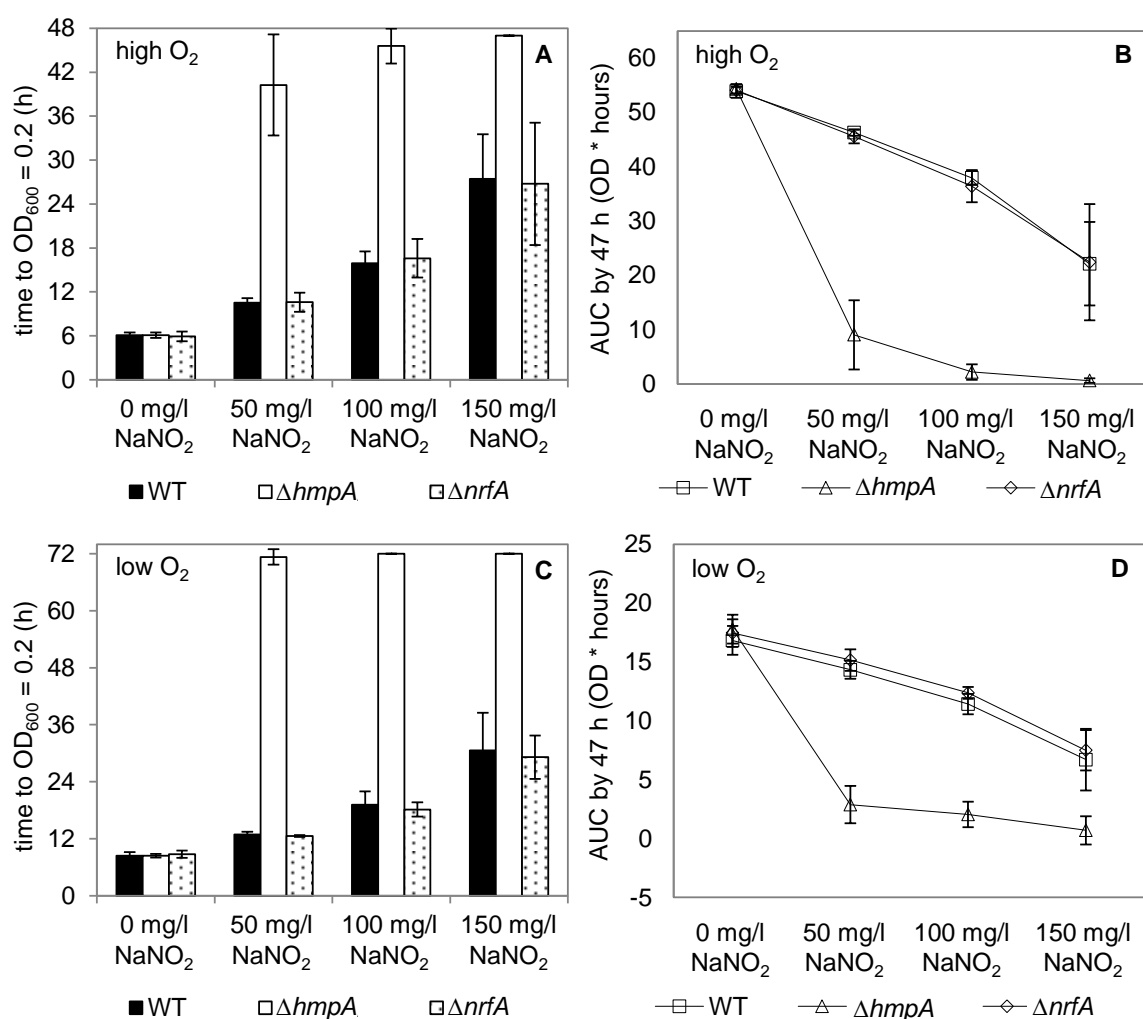 high O₂
A
time to OD₆₀₀ = 0.2 (h)
48
42
36
30
24
18
12
6
0
0 mg/l 50 mg/l 100 mg/l 150 mg/l
NaNO₂ NaNO₂ NaNO₂ NaNO₂
WT ΔhmpA ΔnrfA
high O₂
B
AUC by 47 h (OD * hours)
60
50
40
30
20
10
0
0 mg/l 50 mg/l 100 mg/l 150 mg/l
NaNO₂ NaNO₂ NaNO₂ NaNO₂
WT ΔhmpA ΔnrfA
low O₂
C
time to OD₆₀₀ = 0.2 (h)
72
60
48
36
24
12
0
0 mg/l 50 mg/l 100 mg/l 150 mg/l
NaNO₂ NaNO₂ NaNO₂ NaNO₂
WT ΔhmpA ΔnrfA
low O₂
D
AUC by 47 h (OD * hours)
25
20
15
10
5
0
-5
0 mg/l 50 mg/l 100 mg/l 150 mg/l
NaNO₂ NaNO₂ NaNO₂ NaNO₂
WT ΔhmpA ΔnrfA